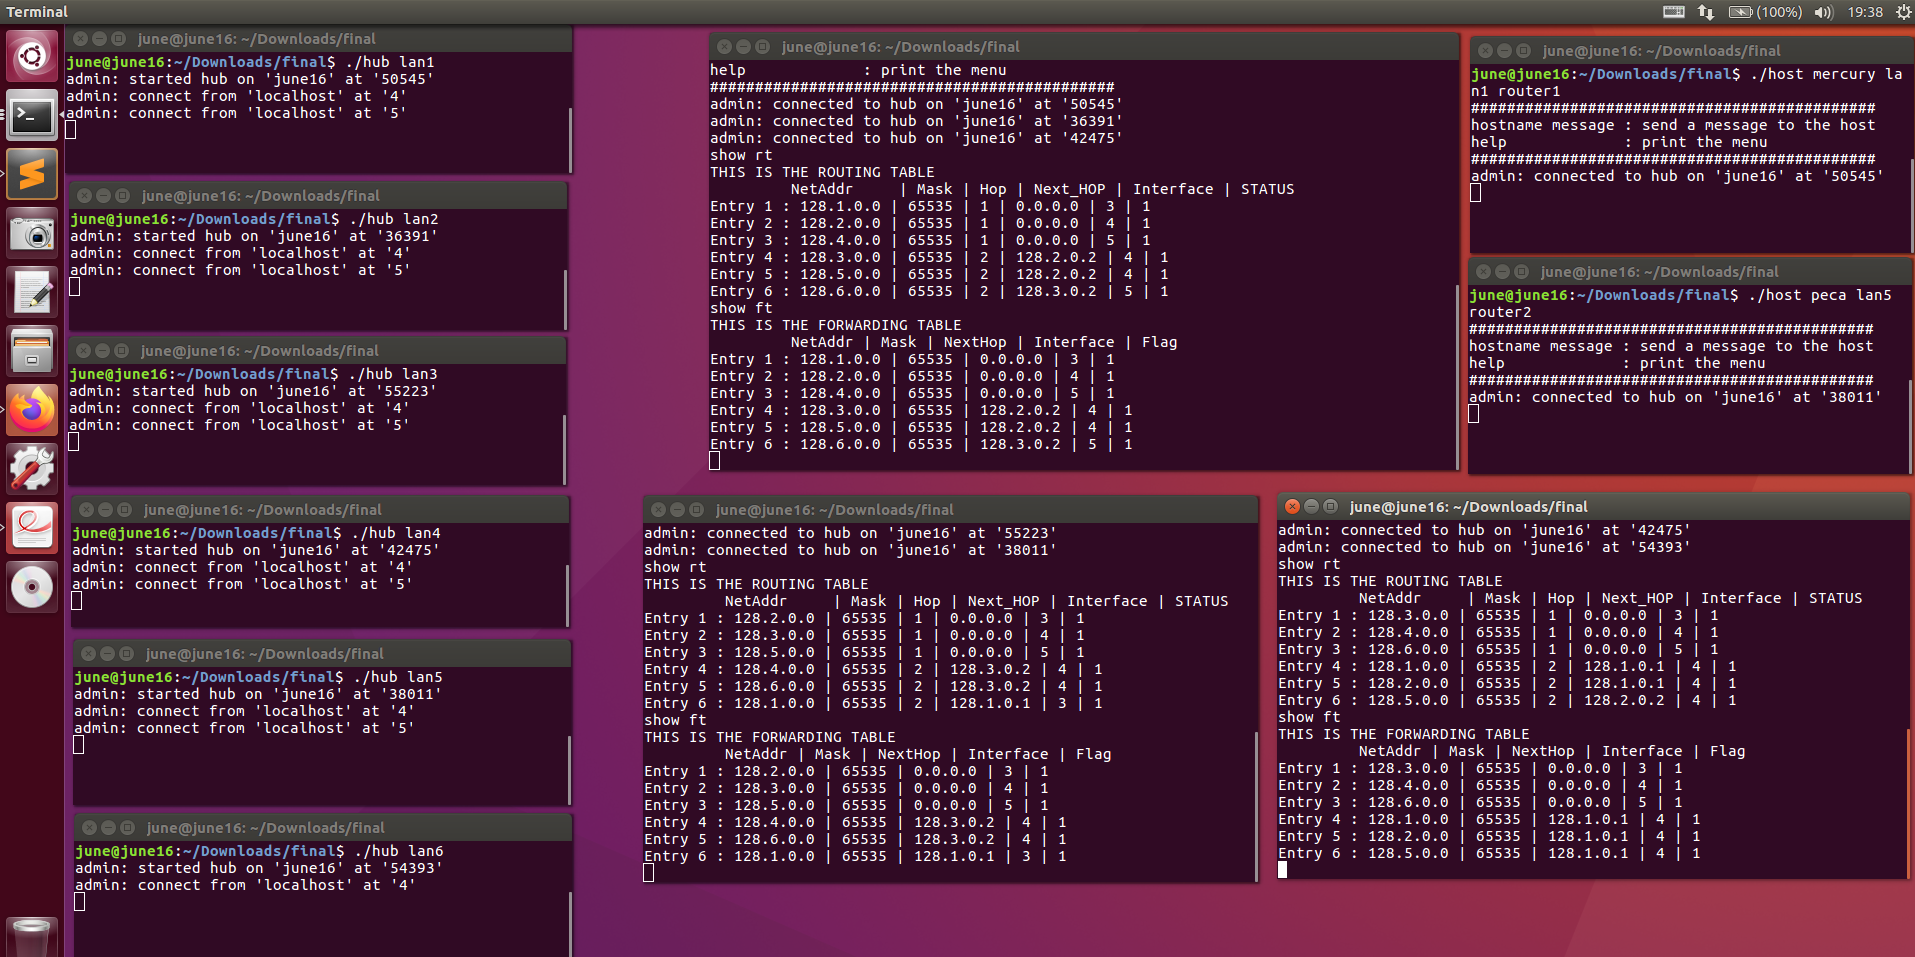 Terminal
(100%)
19:38
june@june16: ~/Downloads/final
june@june16:~/Downloads/final$ ./hub lan1
admin: started hub on 'june16' at '50545'
admin: connect from 'localhost' at '4'
admin: connect from 'localhost' at '5'
june@june16: ~/Downloads/final
june@june16:~/Downloads/final$ ./hub lan2
admin: started hub on 'june16' at '36391'
admin: connect from 'localhost' at '4'
admin: connect from 'localhost' at '5'
june@june16: ~/Downloads/final
june@june16:~/Downloads/final$ ./hub lan3
admin: started hub on 'june16' at '55223'
admin: connect from 'localhost' at '4'
admin: connect from 'localhost' at '5'
june@june16: ~/Downloads/final
june@june16:~/Downloads/final$ ./hub lan4
admin: started hub on 'june16' at '42475'
admin: connect from 'localhost' at '4'
admin: connect from 'localhost' at '5'
june@june16: ~/Downloads/final
june@june16:~/Downloads/final$ ./hub lan5
admin: started hub on 'june16' at '38011'
admin: connect from 'localhost' at '4'
admin: connect from 'localhost' at '5'
june@june16: ~/Downloads/final
june@june16:~/Downloads/final$ ./hub lan6
admin: started hub on 'june16' at '54393'
admin: connect from 'localhost' at '4'
june@june16: ~/Downloads/final
help             : print the menu
#############################################
admin: connected to hub on 'june16' at '50545'
admin: connected to hub on 'june16' at '36391'
admin: connected to hub on 'june16' at '42475'
show rt
THIS IS THE ROUTING TABLE
NetAddr     | Mask | Hop | Next_HOP | Interface | STATUS
Entry 1 : 128.1.0.0 | 65535 | 1 | 0.0.0.0 | 3 | 1
Entry 2 : 128.2.0.0 | 65535 | 1 | 0.0.0.0 | 4 | 1
Entry 3 : 128.4.0.0 | 65535 | 1 | 0.0.0.0 | 5 | 1
Entry 4 : 128.3.0.0 | 65535 | 2 | 128.2.0.2 | 4 | 1
Entry 5 : 128.5.0.0 | 65535 | 2 | 128.2.0.2 | 4 | 1
Entry 6 : 128.6.0.0 | 65535 | 2 | 128.3.0.2 | 5 | 1
show ft
THIS IS THE FORWARDING TABLE
NetAddr | Mask | NextHop | Interface | Flag
Entry 1 : 128.1.0.0 | 65535 | 0.0.0.0 | 3 | 1
Entry 2 : 128.2.0.0 | 65535 | 0.0.0.0 | 4 | 1
Entry 3 : 128.4.0.0 | 65535 | 0.0.0.0 | 5 | 1
Entry 4 : 128.3.0.0 | 65535 | 128.2.0.2 | 4 | 1
Entry 5 : 128.5.0.0 | 65535 | 128.2.0.2 | 4 | 1
Entry 6 : 128.6.0.0 | 65535 | 128.3.0.2 | 5 | 1
june@june16: ~/Downloads/final
june@june16:~/Downloads/final$ ./host mercury la
n1 router1
#############################################
hostname message : send a message to the host
help             : print the menu
#############################################
admin: connected to hub on 'june16' at '50545'
june@june16: ~/Downloads/final
june@june16:~/Downloads/final$ ./host peca lan5
router2
#############################################
hostname message : send a message to the host
help             : print the menu
#############################################
admin: connected to hub on 'june16' at '38011'
june@june16: ~/Downloads/final
admin: connected to hub on 'june16' at '55223'
admin: connected to hub on 'june16' at '38011'
show rt
THIS IS THE ROUTING TABLE
NetAddr     | Mask | Hop | Next_HOP | Interface | STATUS
Entry 1 : 128.2.0.0 | 65535 | 1 | 0.0.0.0 | 3 | 1
Entry 2 : 128.3.0.0 | 65535 | 1 | 0.0.0.0 | 4 | 1
Entry 3 : 128.5.0.0 | 65535 | 1 | 0.0.0.0 | 5 | 1
Entry 4 : 128.4.0.0 | 65535 | 2 | 128.3.0.2 | 4 | 1
Entry 5 : 128.6.0.0 | 65535 | 2 | 128.3.0.2 | 4 | 1
Entry 6 : 128.1.0.0 | 65535 | 2 | 128.1.0.1 | 3 | 1
show ft
THIS IS THE FORWARDING TABLE
NetAddr | Mask | NextHop | Interface | Flag
Entry 1 : 128.2.0.0 | 65535 | 0.0.0.0 | 3 | 1
Entry 2 : 128.3.0.0 | 65535 | 0.0.0.0 | 4 | 1
Entry 3 : 128.5.0.0 | 65535 | 0.0.0.0 | 5 | 1
Entry 4 : 128.4.0.0 | 65535 | 128.3.0.2 | 4 | 1
Entry 5 : 128.6.0.0 | 65535 | 128.3.0.2 | 4 | 1
Entry 6 : 128.1.0.0 | 65535 | 128.1.0.1 | 3 | 1
june@june16: ~/Downloads/final
admin: connected to hub on 'june16' at '42475'
admin: connected to hub on 'june16' at '54393'
show rt
THIS IS THE ROUTING TABLE
NetAddr     | Mask | Hop | Next_HOP | Interface | STATUS
Entry 1 : 128.3.0.0 | 65535 | 1 | 0.0.0.0 | 3 | 1
Entry 2 : 128.4.0.0 | 65535 | 1 | 0.0.0.0 | 4 | 1
Entry 3 : 128.6.0.0 | 65535 | 1 | 0.0.0.0 | 5 | 1
Entry 4 : 128.1.0.0 | 65535 | 2 | 128.1.0.1 | 4 | 1
Entry 5 : 128.2.0.0 | 65535 | 2 | 128.1.0.1 | 4 | 1
Entry 6 : 128.5.0.0 | 65535 | 2 | 128.2.0.2 | 4 | 1
show ft
THIS IS THE FORWARDING TABLE
NetAddr | Mask | NextHop | Interface | Flag
Entry 1 : 128.3.0.0 | 65535 | 0.0.0.0 | 3 | 1
Entry 2 : 128.4.0.0 | 65535 | 0.0.0.0 | 4 | 1
Entry 3 : 128.6.0.0 | 65535 | 0.0.0.0 | 5 | 1
Entry 4 : 128.1.0.0 | 65535 | 128.1.0.1 | 4 | 1
Entry 5 : 128.2.0.0 | 65535 | 128.1.0.1 | 4 | 1
Entry 6 : 128.5.0.0 | 65535 | 128.1.0.1 | 4 | 1